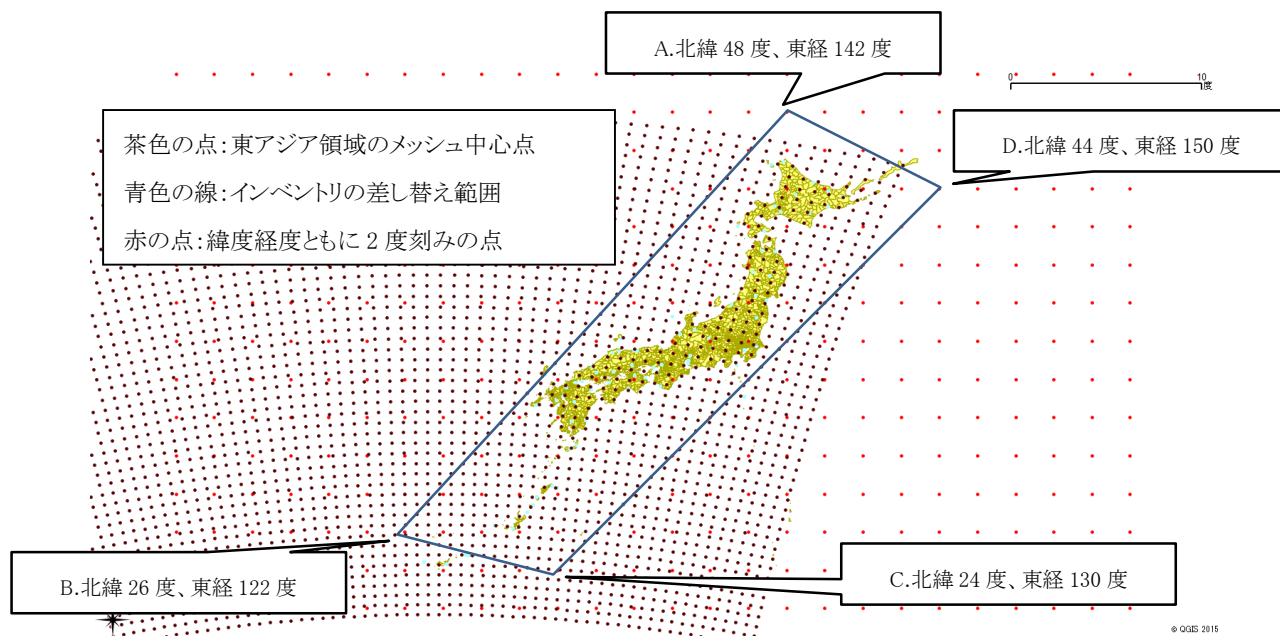 A.北緯 48 度、東経 142 度
0 10
度
D.北緯 44 度、東経 150 度
茶色の点：東アジア領域のメッシュ中心点
青色の線：インベントリの差し替え範囲
赤の点：緯度経度ともに 2 度刻みの点
B.北緯 26 度、東経 122 度
C.北緯 24 度、東経 130 度
© QGIS 2015